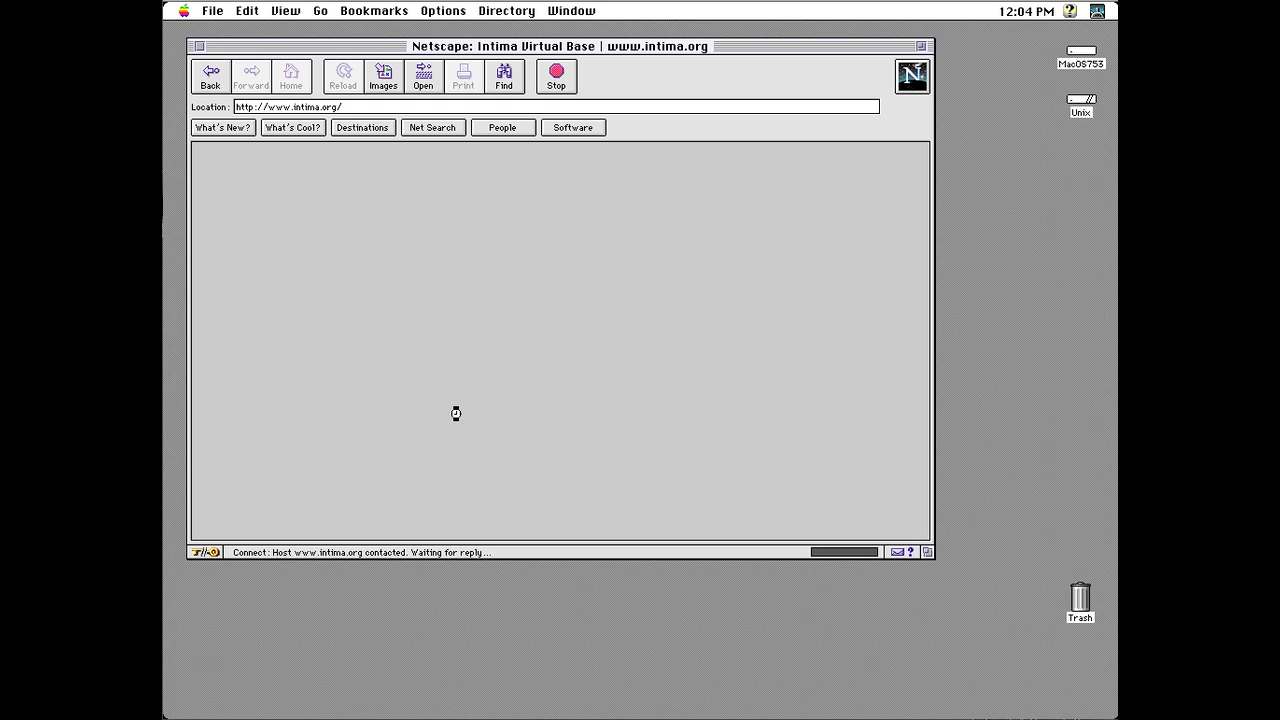 File Edit View Go Bookmarks Options Directory Window 12:04 PM
Netscape: Intima Virtual Base | www.intima.org
MacOS753
Back Forward Home Reload Images Open Print Find Stop
N
Location: http://www.intima.org/
Unix
What's New? What's Cool? Destinations Net Search People Software
Connect: Host www.intima.org contacted. Waiting for reply...
Trash